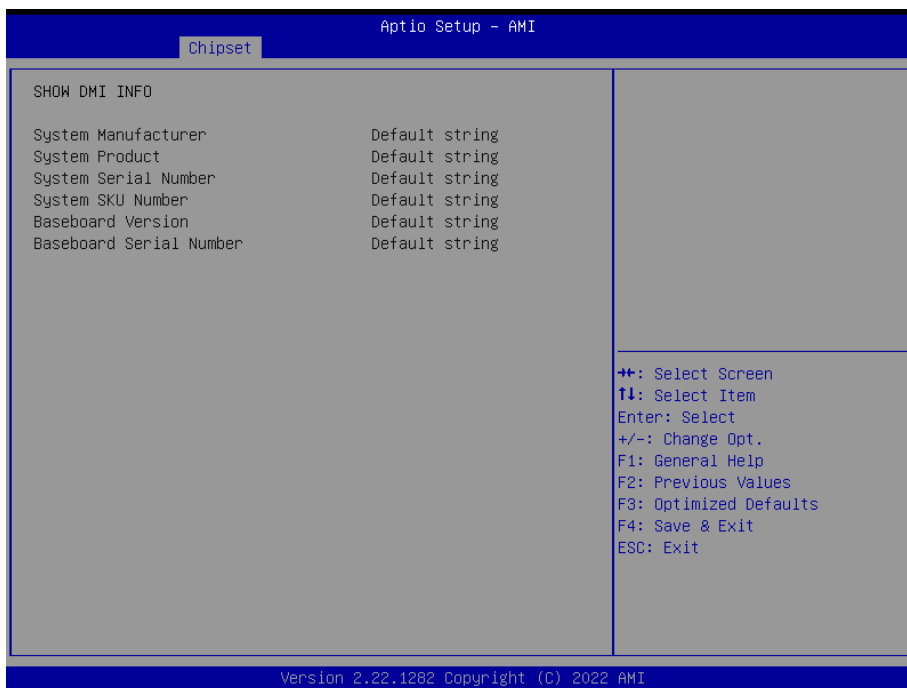 Aptio Setup – AMI
Chipset
SHOW DMI INFO
System Manufacturer Default string
System Product Default string
System Serial Number Default string
System SKU Number Default string
Baseboard Version Default string
Baseboard Serial Number Default string
→←: Select Screen
↑↓: Select Item
Enter: Select
+/-: Change Opt.
F1: General Help
F2: Previous Values
F3: Optimized Defaults
F4: Save & Exit
ESC: Exit
Version 2.22.1282 Copyright (C) 2022 AMI